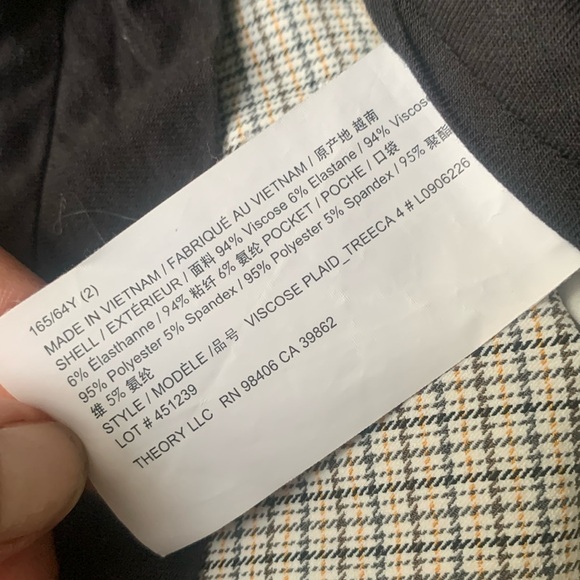 165/64Y (2)
MADE IN VIETNAM / FABRIQUÉ AU VIETNAM / 原产地 越南
SHELL / EXTÉRIEUR / 面料 94% Viscose 6% Elastane / 94% Viscose
6% Élasthanne / 94% 粘纤 6% 氨纶 POCKET / POCHE / 口袋
95% Polyester 5% Spandex / 95% Polyester 5% Spandex / 95% 聚酯
维 5% 氨纶
STYLE / MODÈLE /品号 VISCOSE PLAID_TREECA 4 # L0906226
LOT # 451239
THEORY LLC RN 98406 CA 39862